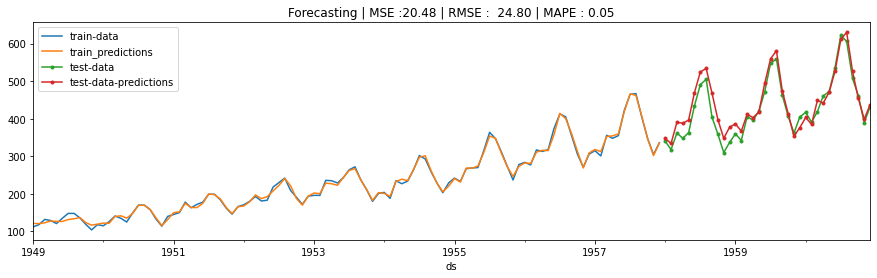 Forecasting | MSE :20.48 | RMSE :  24.80 | MAPE : 0.05
train-data
train_predictions
test-data
test-data-predictions
600
500
400
300
200
100
1949
1951
1953
1955
1957
1959
ds